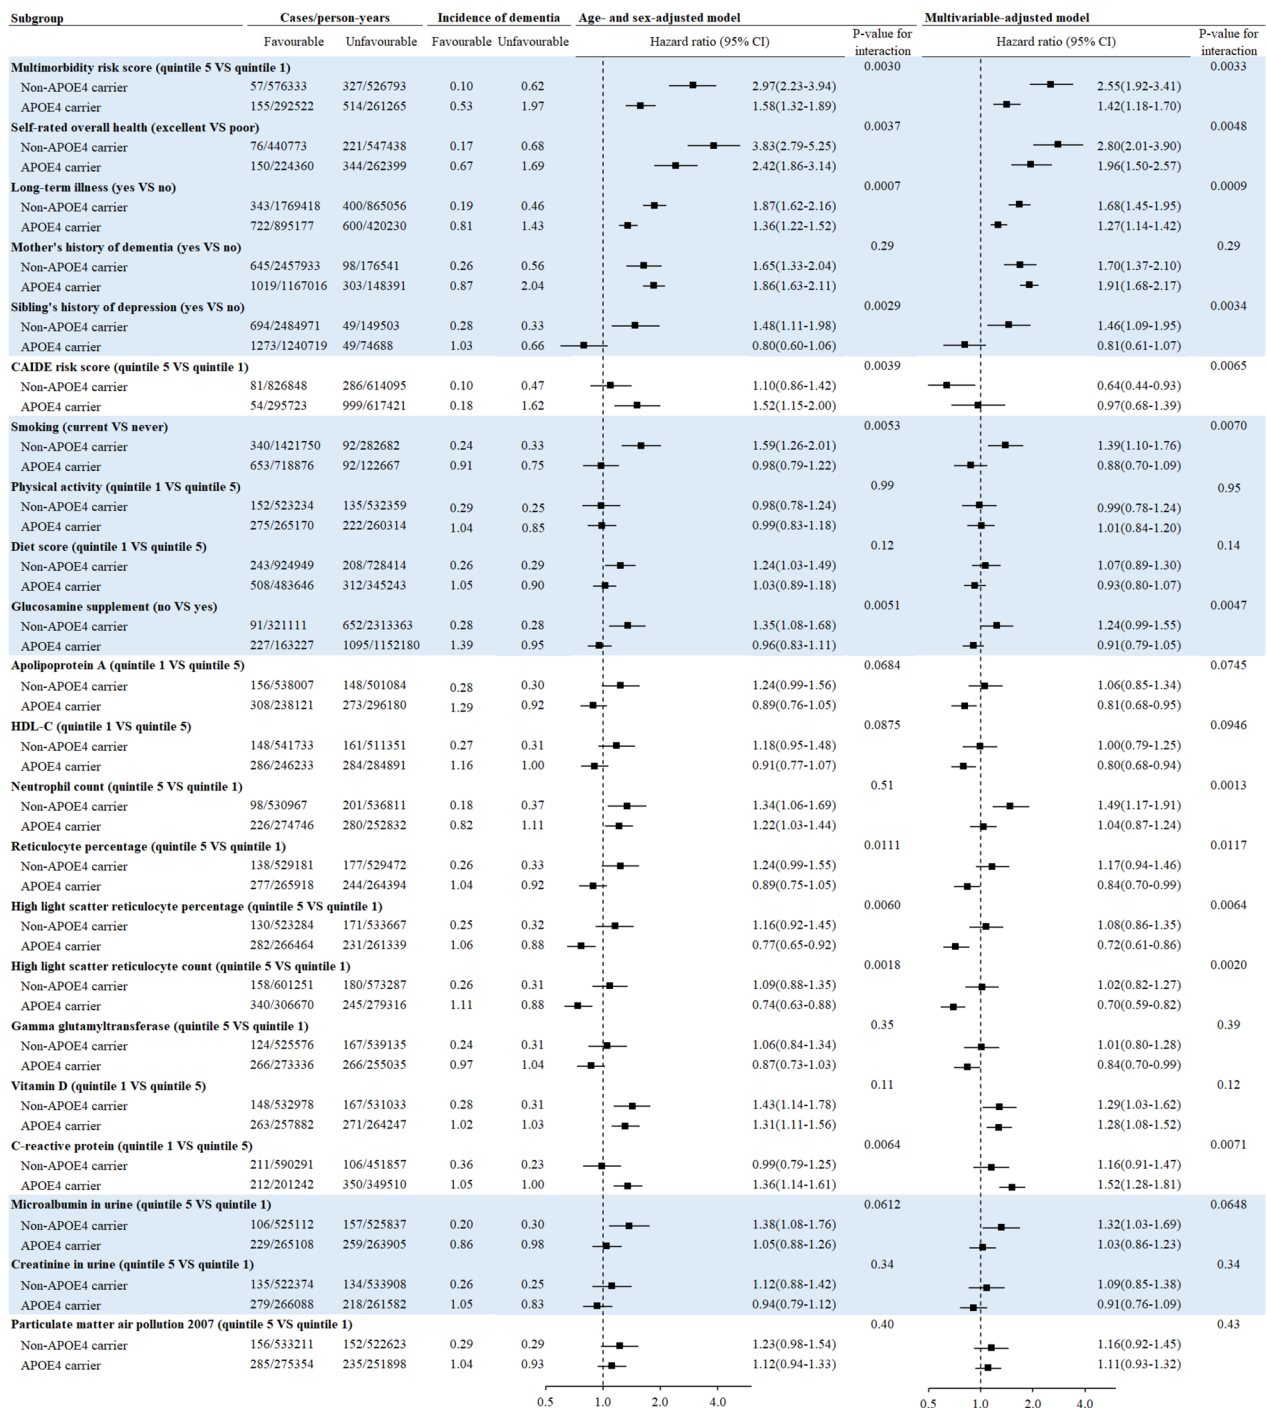 Subgroup Cases/person-years Incidence of dementia Age- and sex-adjusted model Multivariable-adjusted model
Favourable Unfavourable Favourable Unfavourable Hazard ratio (95% CI) P-value for interaction Hazard ratio (95% CI) P-value for interaction
Multimorbidity risk score (quintile 5 VS quintile 1) 0.0030 0.0033
Non-APOE4 carrier 57/576333 327/526793 0.10 0.62 2.97(2.23-3.94) 2.55(1.92-3.41)
APOE4 carrier 155/292522 514/261265 0.53 1.97 1.58(1.32-1.89) 1.42(1.18-1.70)
Self-rated overall health (excellent VS poor) 0.0037 0.0048
Non-APOE4 carrier 76/440773 221/547438 0.17 0.68 3.83(2.79-5.25) 2.80(2.01-3.90)
APOE4 carrier 150/224360 344/262399 0.67 1.69 2.42(1.86-3.14) 1.96(1.50-2.57)
Long-term illness (yes VS no) 0.0007 0.0009
Non-APOE4 carrier 343/1769418 400/865056 0.19 0.46 1.87(1.62-2.16) 1.68(1.45-1.95)
APOE4 carrier 722/895177 600/420230 0.81 1.43 1.36(1.22-1.52) 1.27(1.14-1.42)
Mother's history of dementia (yes VS no) 0.29 0.29
Non-APOE4 carrier 645/2457933 98/176541 0.26 0.56 1.65(1.33-2.04) 1.70(1.37-2.10)
APOE4 carrier 1019/1167016 303/148391 0.87 2.04 1.86(1.63-2.11) 1.91(1.68-2.17)
Sibling's history of depression (yes VS no) 0.0029 0.0034
Non-APOE4 carrier 694/2484971 49/149503 0.28 0.33 1.48(1.11-1.98) 1.46(1.09-1.95)
APOE4 carrier 1273/1240719 49/74688 1.03 0.66 0.80(0.60-1.06) 0.81(0.61-1.07)
CAIDE risk score (quintile 5 VS quintile 1) 0.0039 0.0065
Non-APOE4 carrier 81/826848 286/614095 0.10 0.47 1.10(0.86-1.42) 0.64(0.44-0.93)
APOE4 carrier 54/295723 999/617421 0.18 1.62 1.52(1.15-2.00) 0.97(0.68-1.39)
Smoking (current VS never) 0.0053 0.0070
Non-APOE4 carrier 340/1421750 92/282682 0.24 0.33 1.59(1.26-2.01) 1.39(1.10-1.76)
APOE4 carrier 653/718876 92/122667 0.91 0.75 0.98(0.79-1.22) 0.88(0.70-1.09)
Physical activity (quintile 1 VS quintile 5) 0.99 0.95
Non-APOE4 carrier 152/523234 135/532359 0.29 0.25 0.98(0.78-1.24) 0.99(0.78-1.24)
APOE4 carrier 275/265170 222/260314 1.04 0.85 0.99(0.83-1.18) 1.01(0.84-1.20)
Diet score (quintile 1 VS quintile 5) 0.12 0.14
Non-APOE4 carrier 243/924949 208/728414 0.26 0.29 1.24(1.03-1.49) 1.07(0.89-1.30)
APOE4 carrier 508/483646 312/345243 1.05 0.90 1.03(0.89-1.18) 0.93(0.80-1.07)
Glucosamine supplement (no VS yes) 0.0051 0.0047
Non-APOE4 carrier 91/321111 652/2313363 0.28 0.28 1.35(1.08-1.68) 1.24(0.99-1.55)
APOE4 carrier 227/163227 1095/1152180 1.39 0.95 0.96(0.83-1.11) 0.91(0.79-1.05)
Apolipoprotein A (quintile 1 VS quintile 5) 0.0684 0.0745
Non-APOE4 carrier 156/538007 148/501084 0.28 0.30 1.24(0.99-1.56) 1.06(0.85-1.34)
APOE4 carrier 308/238121 273/296180 1.29 0.92 0.89(0.76-1.05) 0.81(0.68-0.95)
HDL-C (quintile 1 VS quintile 5) 0.0875 0.0946
Non-APOE4 carrier 148/541733 161/511351 0.27 0.31 1.18(0.95-1.48) 1.00(0.79-1.25)
APOE4 carrier 286/246233 284/284891 1.16 1.00 0.91(0.77-1.07) 0.80(0.68-0.94)
Neutrophil count (quintile 5 VS quintile 1) 0.51 0.0013
Non-APOE4 carrier 98/530967 201/536811 0.18 0.37 1.34(1.06-1.69) 1.49(1.17-1.91)
APOE4 carrier 226/274746 280/252832 0.82 1.11 1.22(1.03-1.44) 1.04(0.87-1.24)
Reticulocyte percentage (quintile 5 VS quintile 1) 0.0111 0.0117
Non-APOE4 carrier 138/529181 177/529472 0.26 0.33 1.24(0.99-1.55) 1.17(0.94-1.46)
APOE4 carrier 277/265918 244/264394 1.04 0.92 0.89(0.75-1.05) 0.84(0.70-0.99)
High light scatter reticulocyte percentage (quintile 5 VS quintile 1) 0.0060 0.0064
Non-APOE4 carrier 130/523284 171/533667 0.25 0.32 1.16(0.92-1.45) 1.08(0.86-1.35)
APOE4 carrier 282/266464 231/261339 1.06 0.88 0.77(0.65-0.92) 0.72(0.61-0.86)
High light scatter reticulocyte count (quintile 5 VS quintile 1) 0.0018 0.0020
Non-APOE4 carrier 158/601251 180/573287 0.26 0.31 1.09(0.88-1.35) 1.02(0.82-1.27)
APOE4 carrier 340/306670 245/279316 1.11 0.88 0.74(0.63-0.88) 0.70(0.59-0.82)
Gamma glutamyltransferase (quintile 5 VS quintile 1) 0.35 0.39
Non-APOE4 carrier 124/525576 167/539135 0.24 0.31 1.06(0.84-1.34) 1.01(0.80-1.28)
APOE4 carrier 266/273336 266/255035 0.97 1.04 0.87(0.73-1.03) 0.84(0.70-0.99)
Vitamin D (quintile 1 VS quintile 5) 0.11 0.12
Non-APOE4 carrier 148/532978 167/531033 0.28 0.31 1.43(1.14-1.78) 1.29(1.03-1.62)
APOE4 carrier 263/257882 271/264247 1.02 1.03 1.31(1.11-1.56) 1.28(1.08-1.52)
C-reactive protein (quintile 1 VS quintile 5) 0.0064 0.0071
Non-APOE4 carrier 211/590291 106/451857 0.36 0.23 0.99(0.79-1.25) 1.16(0.91-1.47)
APOE4 carrier 212/201242 350/349510 1.05 1.00 1.36(1.14-1.61) 1.52(1.28-1.81)
Microalbumin in urine (quintile 5 VS quintile 1) 0.0612 0.0648
Non-APOE4 carrier 106/525112 157/525837 0.20 0.30 1.38(1.08-1.76) 1.32(1.03-1.69)
APOE4 carrier 229/265108 259/263905 0.86 0.98 1.05(0.88-1.26) 1.03(0.86-1.23)
Creatinine in urine (quintile 5 VS quintile 1) 0.34 0.34
Non-APOE4 carrier 135/522374 134/533908 0.26 0.25 1.12(0.88-1.42) 1.09(0.85-1.38)
APOE4 carrier 279/266088 218/261582 1.05 0.83 0.94(0.79-1.12) 0.91(0.76-1.09)
Particulate matter air pollution 2007 (quintile 5 VS quintile 1) 0.40 0.43
Non-APOE4 carrier 156/533211 152/522623 0.29 0.29 1.23(0.98-1.54) 1.16(0.92-1.45)
APOE4 carrier 285/275354 235/251898 1.04 0.93 1.12(0.94-1.33) 1.11(0.93-1.32)
0.5 1.0 2.0 4.0 0.5 1.0 2.0 4.0